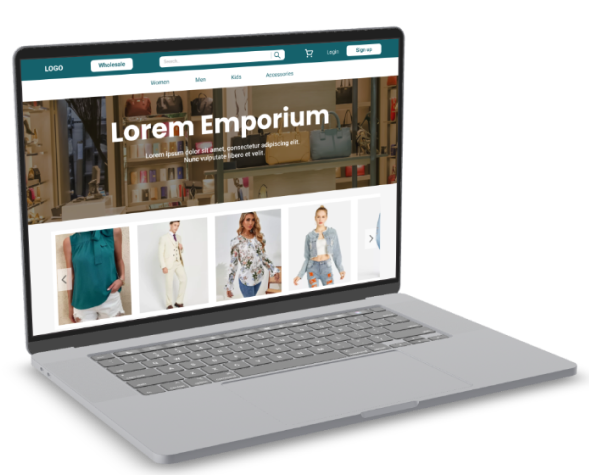 LOGO
Wholesale
Search
Login
Sign up
Women
Men
Kids
Accessories
Lorem Emporium
Lorem ipsum dolor sit amet, consectetur adipiscing elit.
Nunc vulputate libero et velit.